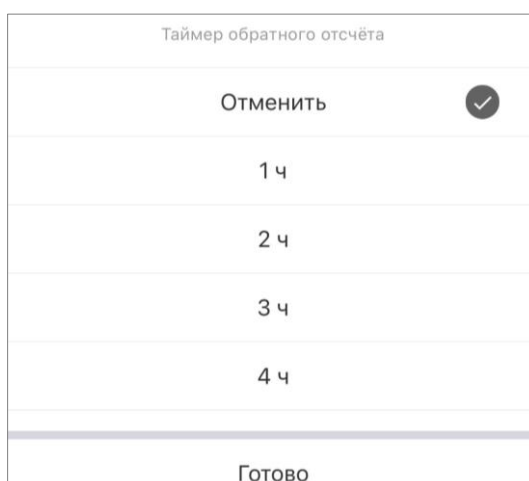 Таймер обратного отсчёта
Отменить
1 ч
2 ч
3 ч
4 ч
Готово